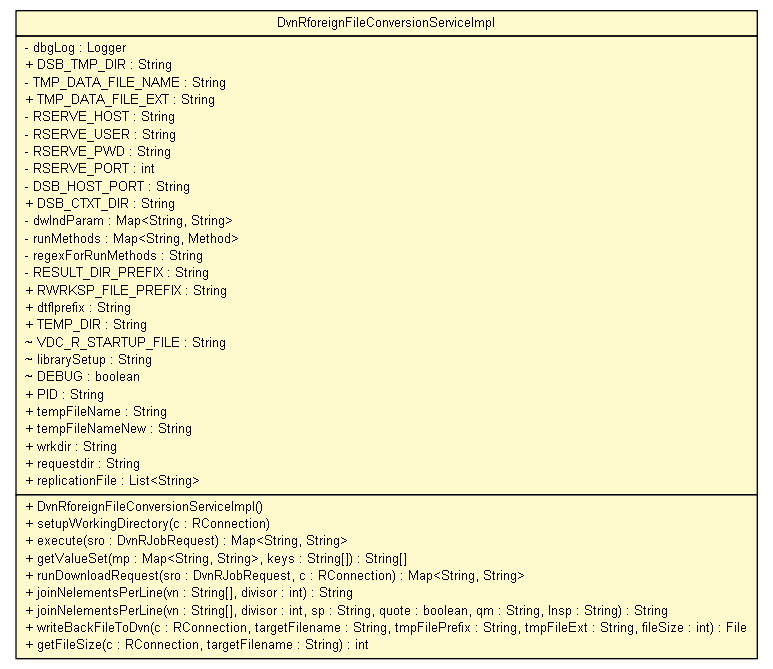 DvnRforeignFileConversionServiceImpl
- dbgLog : Logger
+ DSB_TMP_DIR : String
- TMP_DATA_FILE_NAME : String
+ TMP_DATA_FILE_EXT : String
- RSERVE_HOST : String
- RSERVE_USER : String
- RSERVE_PWD : String
- RSERVE_PORT : int
- DSB_HOST_PORT : String
+ DSB_CTXT_DIR : String
- dwlndParam : Map<String, String>
- runMethods : Map<String, Method>
- regexForRunMethods : String
- RESULT_DIR_PREFIX : String
+ RWRKSP_FILE_PREFIX : String
+ dtflprefix : String
+ TEMP_DIR : String
~ VDC_R_STARTUP_FILE : String
~ librarySetup : String
~ DEBUG : boolean
+ PID : String
+ tempFileName : String
+ tempFileNameNew : String
+ wrkdir : String
+ requestdir : String
+ replicationFile : List<String>
+ DvnRforeignFileConversionServiceImpl()
+ setupWorkingDirectory(c : RConnection)
+ execute(sro : DvnRJobRequest) : Map<String, String>
+ getValueSet(mp : Map<String, String>, keys : String[]) : String[]
+ runDownloadRequest(sro : DvnRJobRequest, c : RConnection) : Map<String, String>
+ joinNelementsPerLine(vn : String[], divisor : int) : String
+ joinNelementsPerLine(vn : String[], divisor : int, sp : String, quote : boolean, qm : String, lnsp : String) : String
+ writeBackFileToDvn(c : RConnection, targetFilename : String, tmpFilePrefix : String, tmpFileExt : String, fileSize : int) : File
+ getFileSize(c : RConnection, targetFilename : String) : int